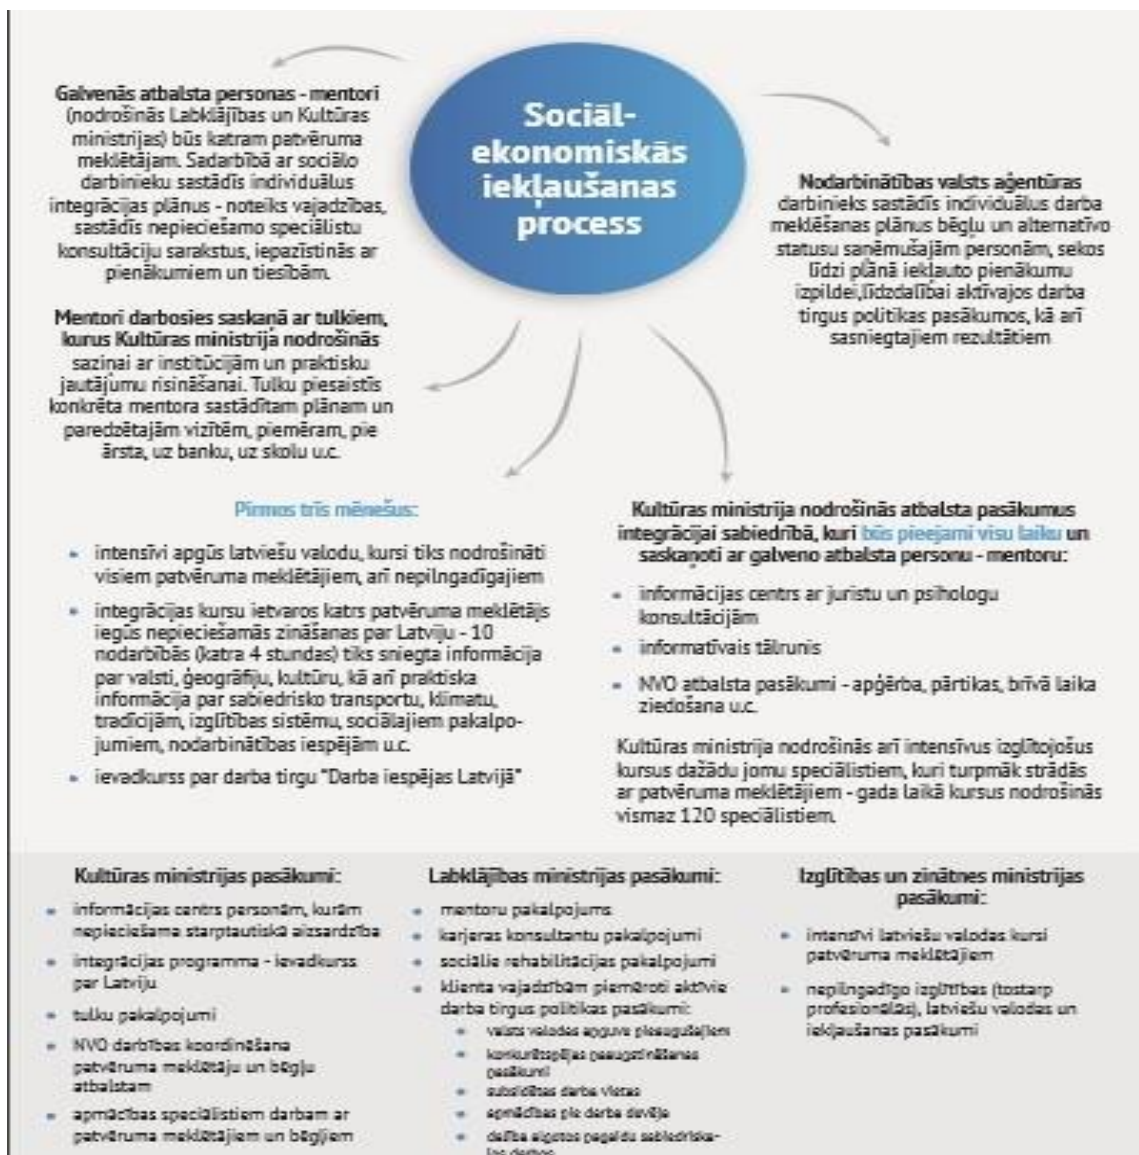 Sociāl-
ekonomiskās
iekļaušanas
process
Galvenās atbalsta personas - mentori
(nodrošinās Labklājības un Kultūras
ministrijas) būs katram patvēruma
meklētājam. Sadarbībā ar sociālo
darbinieku sastādīs individuālus
integrācijas plānus - noteiks vajadzības,
sastādīs nepieciešamo speciālistu
konsultāciju sarakstus, iepazīstinās ar
pienākumiem un tiesībām.
Mentori darbosies saskaņā ar tulkiem,
kurus Kultūras ministrija nodrošinās
saziņai ar institūcijām un praktisku
jautājumu risināšanai. Tulku piesaistīs
konkrēta mentora sastādītam plānam un
paredzētajām vizītēm, piemēram, pie
ārsta, uz banku, uz skolu u.c.
Nodarbinātības valsts aģentūras
darbinieks sastādīs individuālus darba
meklēšanas plānus bēgļu un alternatīvo
statusu saņēmušajām personām, sekos
līdzi plānā iekļauto pienākumu
izpildei,līdzdalībai aktīvajos darba
tirgus politikas pasākumos, kā arī
sasniegtajiem rezultātiem
Pirmos trīs mēnešus:
• intensīvi apgūs latviešu valodu, kursi tiks nodrošināti
visiem patvēruma meklētājiem, arī nepilngadīgajiem
• integrācijas kursu ietvaros katrs patvēruma meklētājs
iegūs nepieciešamās zināšanas par Latviju - 10
nodarbībās (katra 4 stundas) tiks sniegta informācija
par valsti, ģeogrāfiju, kultūru, kā arī praktiska
informācija par sabiedrisko transportu, klimatu,
tradīcijām, izglītības sistēmu, sociālajiem pakalpo-
jumiem, nodarbinātības iespējām u.c.
• ievadkurss par darba tirgu "Darba iespējas Latvijā"
Kultūras ministrija nodrošinās atbalsta pasākumus
integrācijai sabiedrībā, kuri būs pieejami visu laiku un
saskaņoti ar galveno atbalsta personu - mentoru:
• informācijas centrs ar juristu un psihologu
konsultācijām
• informatīvais tālrunis
• NVO atbalsta pasākumi - apģērba, pārtikas, brīvā laika
ziedošana u.c.
Kultūras ministrija nodrošinās arī intensīvus izglītojošus
kursus dažādu jomu speciālistiem, kuri turpmāk strādās
ar patvēruma meklētājiem - gada laikā kursus nodrošinās
vismaz 120 speciālistiem.
Kultūras ministrijas pasākumi:
• informācijas centrs personām, kurām
nepieciešama starptautiskā aizsardzība
• integrācijas programma - ievadkurss
par Latviju
• tulku pakalpojumi
• NVO darbības koordinēšana
patvēruma meklētāju un bēgļu
atbalstam
• apmācības speciālistiem darbam ar
patvēruma meklētājiem un bēgļiem
Labklājības ministrijas pasākumi:
• mentoru pakalpojums
• karjeras konsultantu pakalpojumi
• sociālie rehabilitācijas pakalpojumi
• klienta vajadzībām piemēroti aktīvie
darba tirgus politikas pasākumi:
• valsts valodas apguve pieaugušajiem
• konkurētspējas paaugstināšanas
pasākumi
• subsidētas darba vietas
• apmācības pie darba devēja
• dalība algotos pagaidu sabiedriska-
Izglītības un zinātnes ministrijas
pasākumi:
• intensīvi latviešu valodas kursi
patvēruma meklētājiem
• nepilngadīgo izglītības (tostarp
profesionālās), latviešu valodas un
iekļaušanas pasākumi